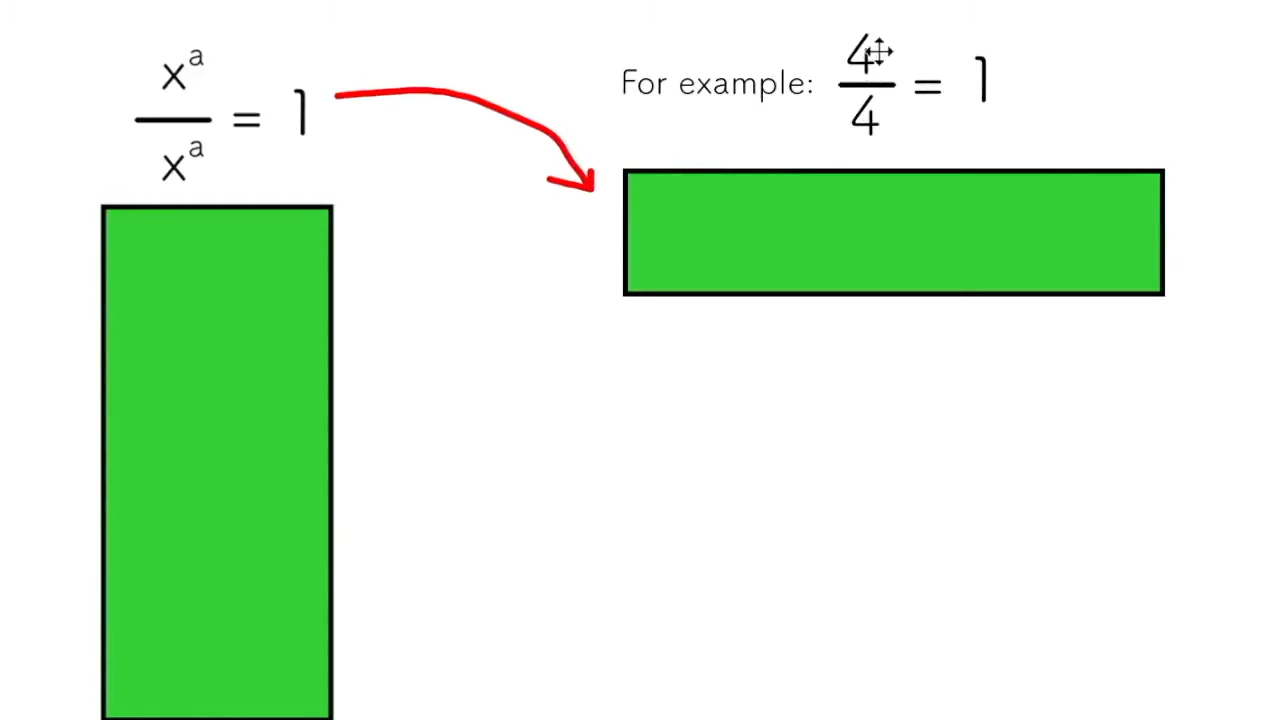 x^a / x^a = 1
For example: 4/4 = 1